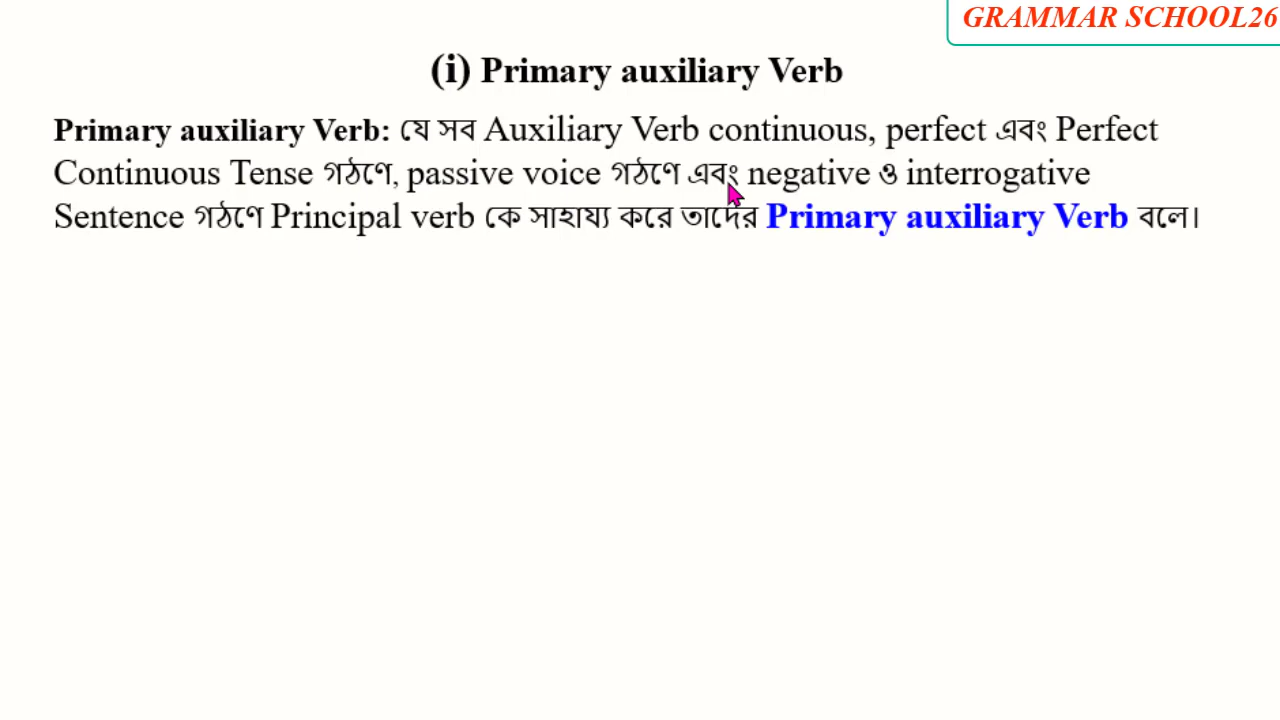 GRAMMAR SCHOOL26
(i) Primary auxiliary Verb
Primary auxiliary Verb: যে সব Auxiliary Verb continuous, perfect এবং Perfect
Continuous Tense গঠণে, passive voice গঠণে এবং negative ও interrogative
Sentence গঠণে Principal verb কে সাহায্য করে তাদের Primary auxiliary Verb বলে।